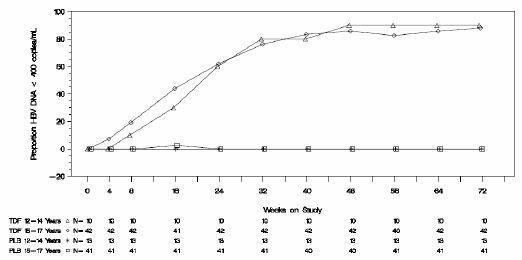 Proportion HBV DNA < 400 copies/mL
100
80
60
40
20
0
−20
0 4 8 16 24 32 40 48 56 64 72
Weeks on Study
TDF 12−14 Years △ N= 10 10 10 10 10 10 10 10 10 10 10
TDF 15−17 Years ◇ N= 42 42 42 41 42 42 42 42 40 42 42
PLB 12−14 Years ✳ N= 13 13 13 13 13 13 13 13 13 13 13
PLB 15−17 Years □ N= 41 41 41 41 41 41 40 40 41 41 41